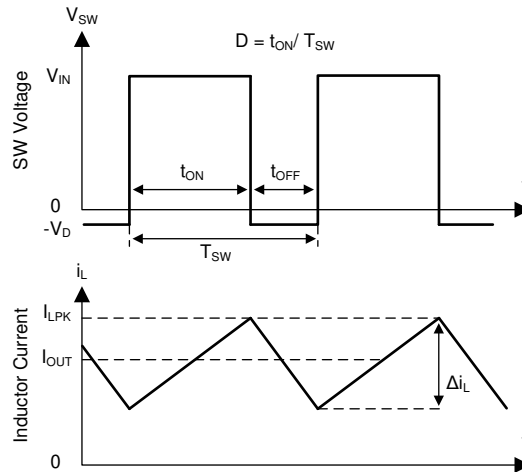 V_SW
D = t_ON/ T_SW
V_IN
SW Voltage
t_ON
t_OFF
0
-V_D
T_SW
i_L
I_LPK
I_OUT
Inductor Current
Δi_L
0